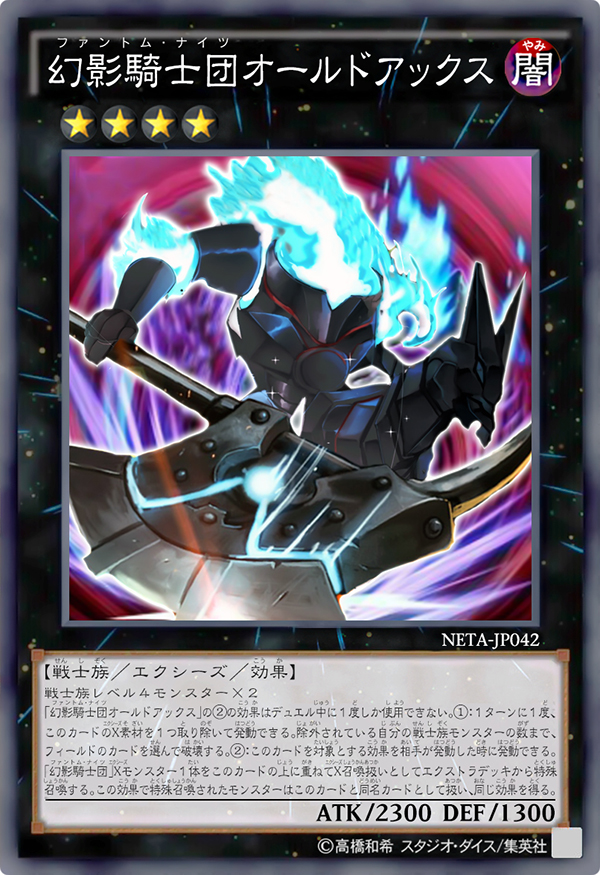 ファントム・ナイツ
幻影騎士団オールドアックス
やみ
闇
NETA-JP042
せんしぞく こうか
【戦士族／エクシーズ／効果】
戦士族レベル4モンスター×2
「幻影騎士団オールドアックス」の②の効果はデュエル中に1度しか使用できない。①:1ターンに1度、
このカードのX素材を1つ取り除いて発動できる。除外されている自分の戦士族モンスターの数まで、
フィールドのカードを選んで破壊する。②:このカードを対象とする効果を相手が発動した時に発動できる。
「幻影騎士団」Xモンスター1体をこのカードの上に重ねてX召喚扱いとしてエクストラデッキから特殊
召喚する。この効果で特殊召喚されたモンスターはこのカードと同名カードとして扱い、同じ効果を得る。
ATK/2300 DEF/1300
©高橋和希 スタジオ・ダイス/集英社